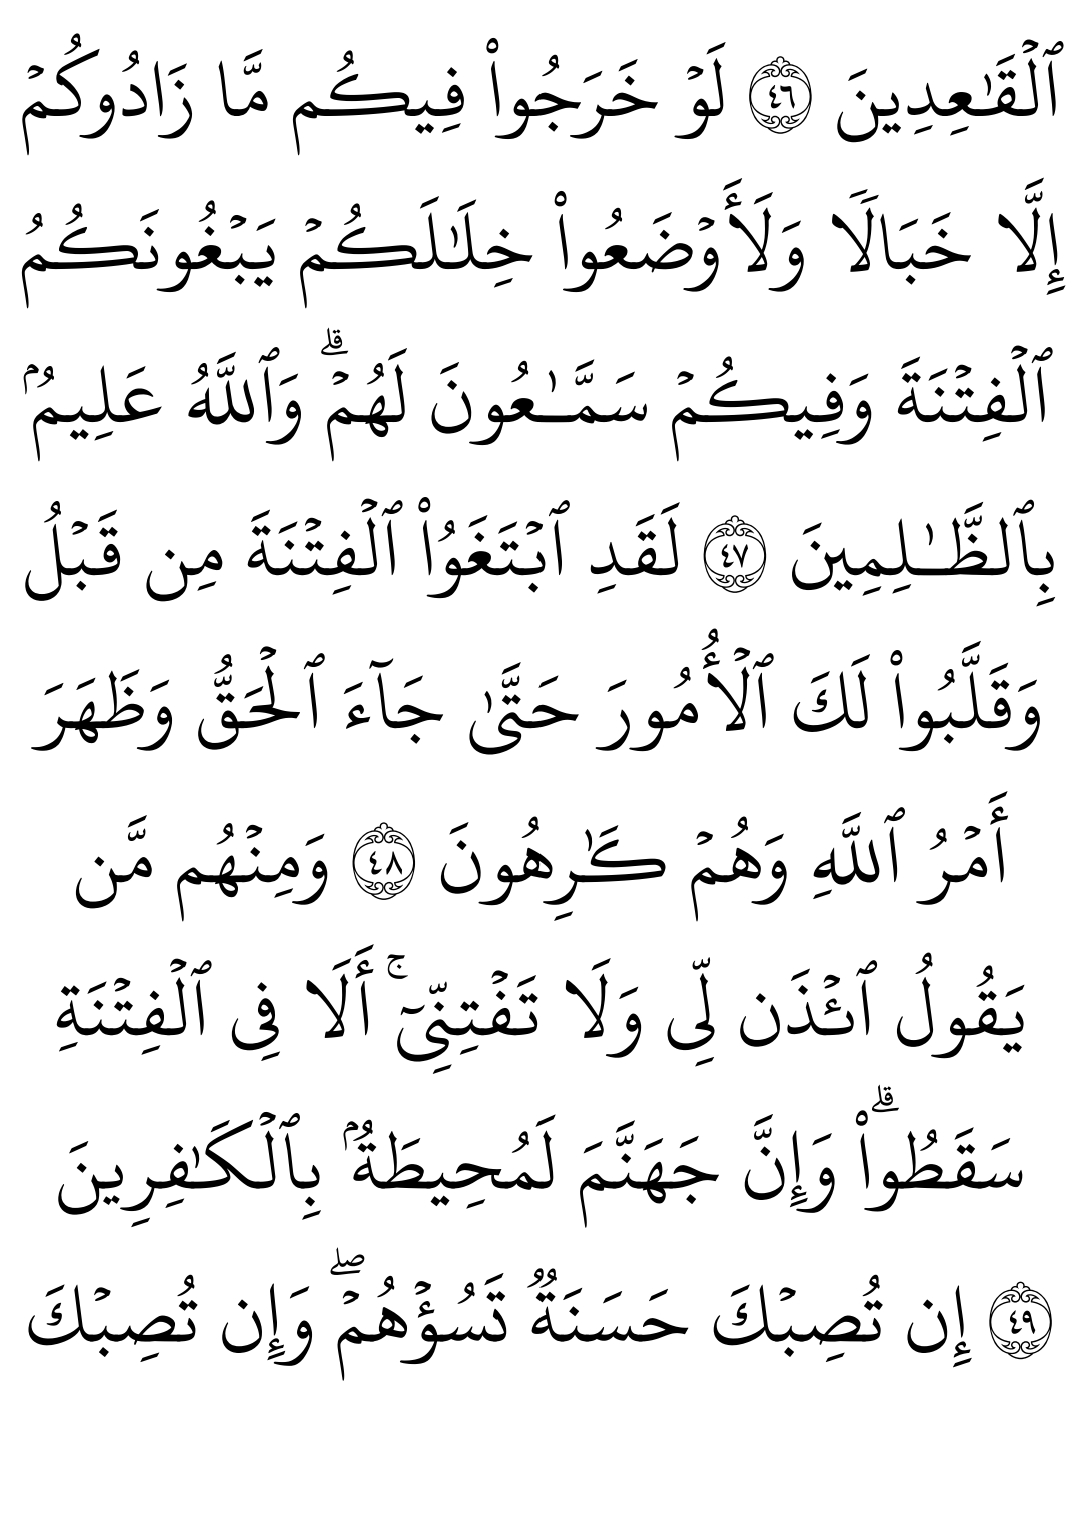 ٱلۡقَٰعِدِينَ ٤٦ لَوۡ خَرَجُواْ فِيكُم مَّا زَادُوكُمۡ
إِلَّا خَبَالٗا وَلَأَوۡضَعُواْ خِلَٰلَكُمۡ يَبۡغُونَكُمُ
ٱلۡفِتۡنَةَ وَفِيكُمۡ سَمَّٰعُونَ لَهُمۡۗ وَٱللَّهُ عَلِيمُۢ
بِٱلظَّٰلِمِينَ ٤٧ لَقَدِ ٱبۡتَغَوُاْ ٱلۡفِتۡنَةَ مِن قَبۡلُ
وَقَلَّبُواْ لَكَ ٱلۡأُمُورَ حَتَّىٰ جَآءَ ٱلۡحَقُّ وَظَهَرَ
أَمۡرُ ٱللَّهِ وَهُمۡ كَٰرِهُونَ ٤٨ وَمِنۡهُم مَّن
يَقُولُ ٱئۡذَن لِّي وَلَا تَفۡتِنِّيٓۚ أَلَا فِي ٱلۡفِتۡنَةِ
سَقَطُواْۗ وَإِنَّ جَهَنَّمَ لَمُحِيطَةُۢ بِٱلۡكَٰفِرِينَ
٤٩ إِن تُصِبۡكَ حَسَنَةٞ تَسُؤۡهُمۡۖ وَإِن تُصِبۡكَ